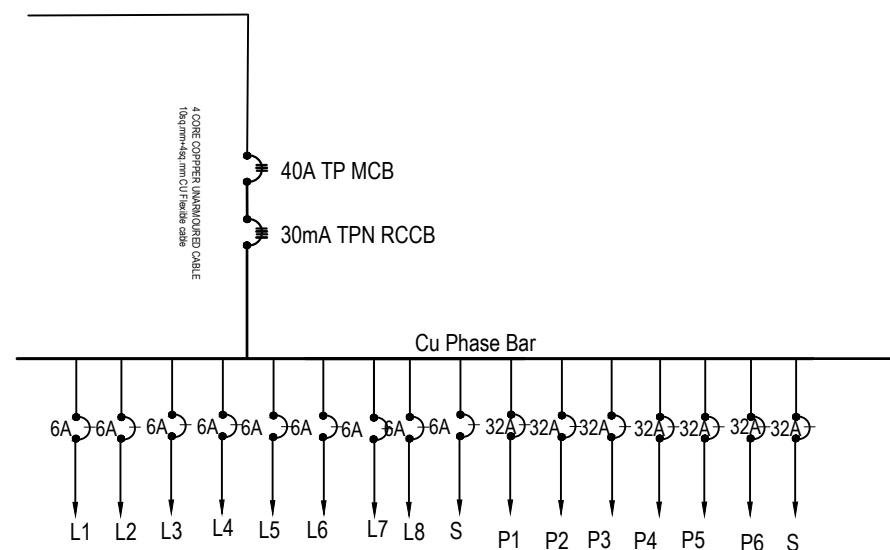 4 CORE COPPPER UNARMOURED CABLE
10sq.mm+4sq.mm CU Flexible cable
40A TP MCB
30mA TPN RCCB
Cu Phase Bar
6A 6A 6A 6A 6A 6A 6A 6A 6A 32A 32A 32A 32A 32A 32A 32A
L1 L2 L3 L4 L5 L6 L7 L8 S P1 P2 P3 P4 P5 P6 S